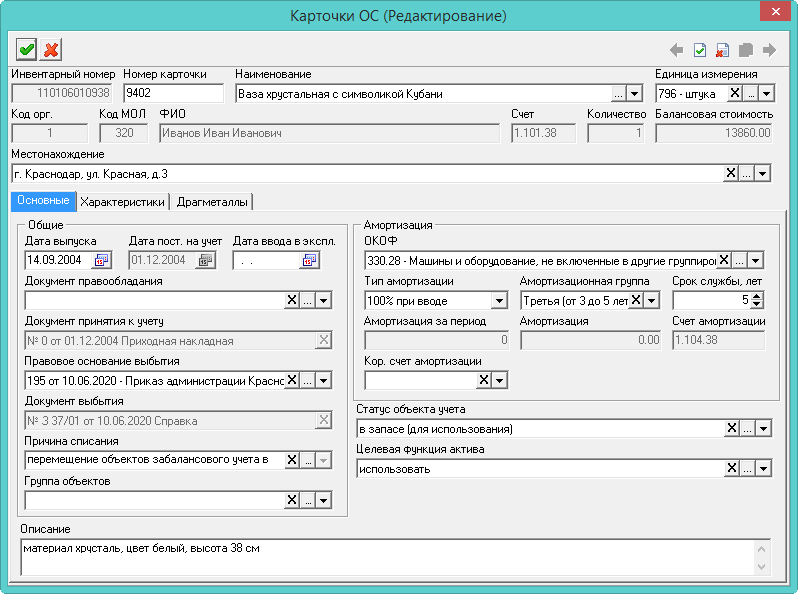 Карточки ОС (Редактирование)
Инвентарный номер Номер карточки Наименование Единица измерения
110106010938 9402 Ваза хрустальная с символикой Кубани ... 796 - штука X ...
Код орг. Код МОЛ ФИО Счет Количество Балансовая стоимость
1 320 Иванов Иван Иванович 1.101.38 1 13860.00
Местонахождение
г. Краснодар, ул. Красная, д.3 X ...
Основные Характеристики Драгметаллы
Общие
Дата выпуска Дата пост. на учет Дата ввода в экспл.
14.09.2004 01.12.2004 . .
Документ правообладания
X ...
Документ принятия к учету
№ 0 от 01.12.2004 Приходная накладная X
Правовое основание выбытия
195 от 10.06.2020 - Приказ администрации Красно X ...
Документ выбытия
№ 3 37/01 от 10.06.2020 Справка X
Причина списания
перемещение объектов забалансового учета в X ...
Группа объектов
X ...
Амортизация
ОКОФ
330.28 - Машины и оборудование, не включенные в другие группиро X ...
Тип амортизации Амортизационная группа Срок службы, лет
100% при вводе Третья (от 3 до 5 лет X 5
Амортизация за период Амортизация Счет амортизации
0 0.00 1.104.38
Кор. счет амортизации
X
Статус объекта учета
в запасе (для использования) X ...
Целевая функция актива
использовать X ...
Описание
материал хрусталь, цвет белый, высота 38 см